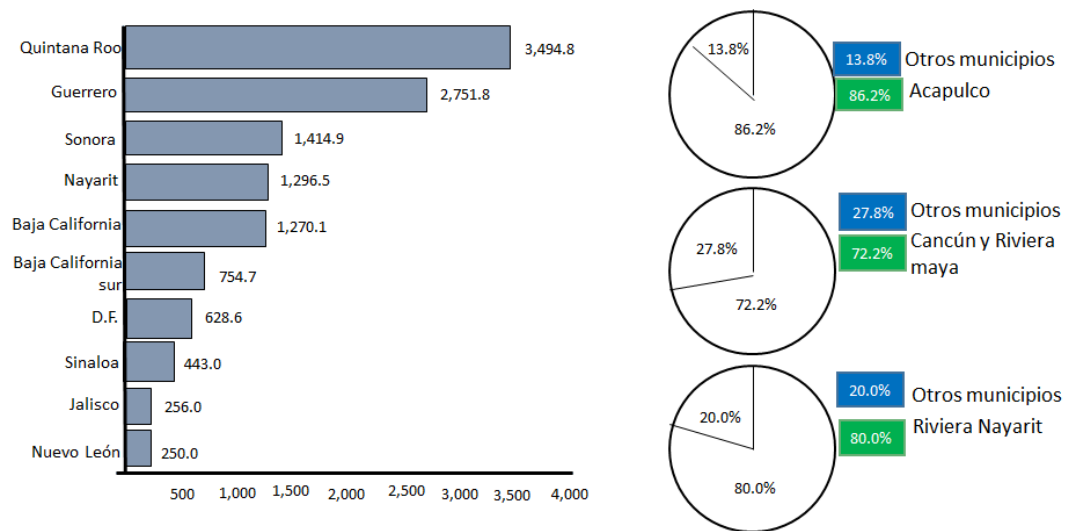 Quintana Roo
3,494.8
Guerrero
2,751.8
Sonora
1,414.9
Nayarit
1,296.5
Baja California
1,270.1
Baja California
sur
754.7
D.F.
628.6
Sinaloa
443.0
Jalisco
256.0
Nuevo León
250.0
500 1,000 1,500 2,000 2,500 3,000 3,500 4,000
13.8%
86.2%
13.8% Otros municipios
86.2% Acapulco
27.8%
72.2%
27.8% Otros municipios
72.2% Cancún y Riviera
maya
20.0%
80.0%
20.0% Otros municipios
80.0% Riviera Nayarit